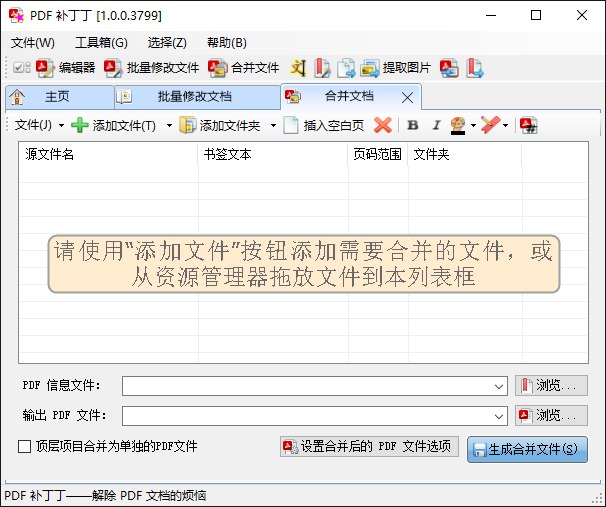 PDF 补丁丁 [1.0.0.3799]
文件(W) 工具箱(G) 选择(Z) 帮助(B)
编辑器 批量修改文件 合并文件 提取图片
主页 批量修改文档 合并文档
文件(J) 添加文件(T) 添加文件夹 插入空白页 B I
源文件名 书签文本 页码范围 文件夹
请使用“添加文件”按钮添加需要合并的文件，或
从资源管理器拖放文件到本列表框
PDF 信息文件： 浏览...
输出 PDF 文件： 浏览...
顶层项目合并为单独的PDF文件 设置合并后的 PDF 文件选项 生成合并文件(S)
PDF 补丁丁——解除 PDF 文档的烦恼